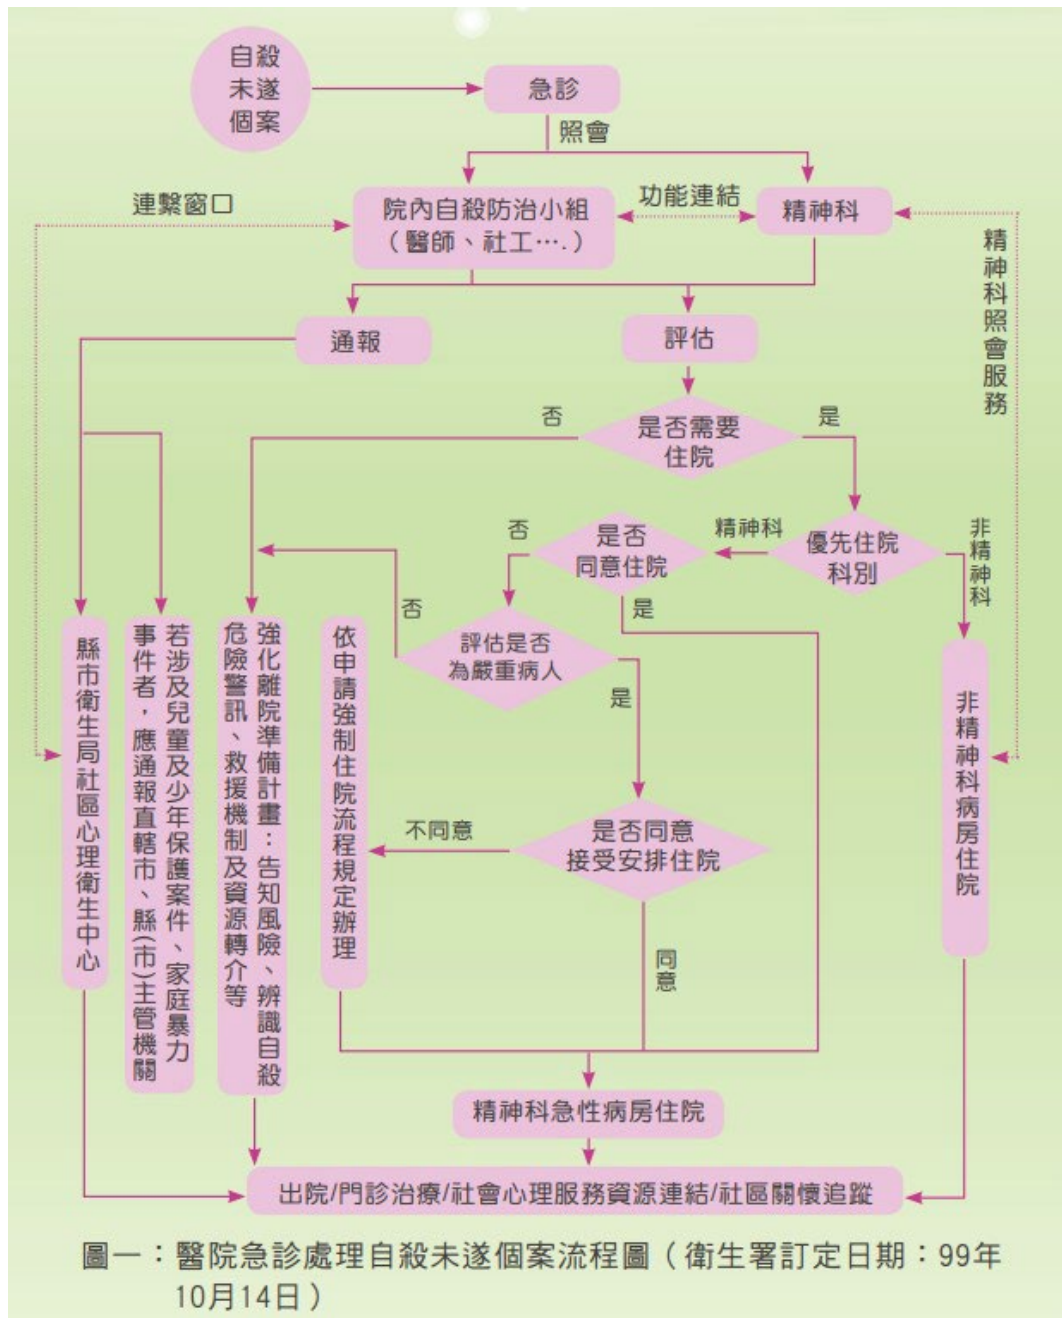 自殺
未遂
個案
急診
照會
連繫窗口
院內自殺防治小組
（醫師、社工….）
功能連結
精神科
精神科照會服務
通報
評估
否
是否需要
住院
是
否
是否
同意住院
精神科
優先住院
科別
非精神科
否
評估是否
為嚴重病人
是
是
縣市衛生局社區心理衛生中心
若涉及兒童及少年保護案件、家庭暴力
事件者，應通報直轄市、縣(市)主管機關
強化離院準備計畫：告知風險、辨識自殺
危險警訊、救援機制及資源轉介等
依申請強制住院流程規定辦理
不同意
是否同意
接受安排住院
同意
非精神科病房住院
精神科急性病房住院
出院/門診治療/社會心理服務資源連結/社區關懷追蹤
圖一：醫院急診處理自殺未遂個案流程圖（衛生署訂定日期：99年
10月14日）